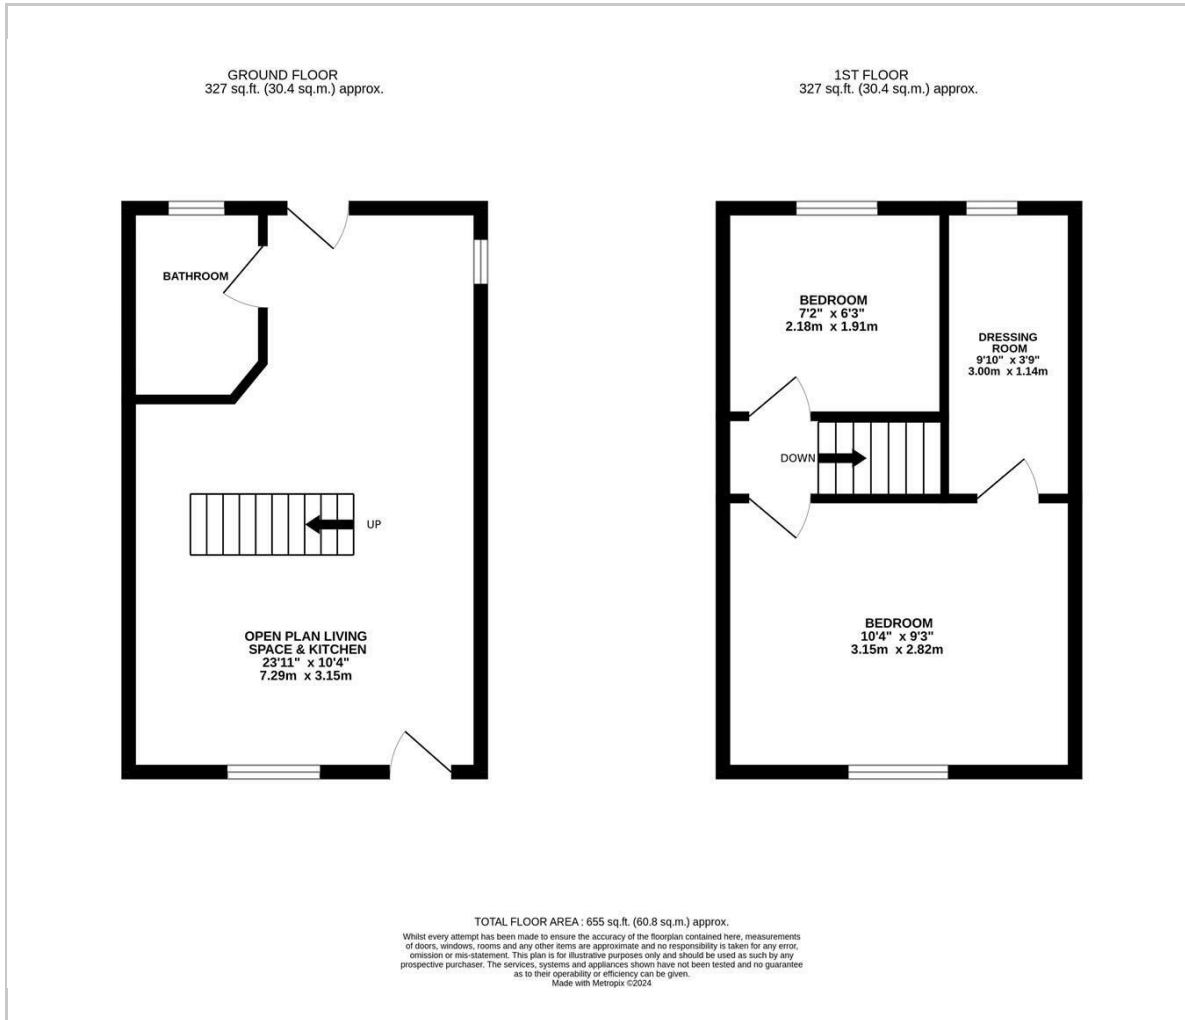 GROUND FLOOR
327 sq.ft. (30.4 sq.m.) approx.
1ST FLOOR
327 sq.ft. (30.4 sq.m.) approx.
BATHROOM
UP
OPEN PLAN LIVING
SPACE & KITCHEN
23'11" x 10'4"
7.29m x 3.15m
BEDROOM
7'2" x 6'3"
2.18m x 1.91m
DRESSING
ROOM
9'10" x 3'9"
3.00m x 1.14m
DOWN
BEDROOM
10'4" x 9'3"
3.15m x 2.82m
TOTAL FLOOR AREA : 655 sq.ft. (60.8 sq.m.) approx.
Whilst every attempt has been made to ensure the accuracy of the floorplan contained here, measurements
of doors, windows, rooms and any other items are approximate and no responsibility is taken for any error,
omission or mis-statement. This plan is for illustrative purposes only and should be used as such by any
prospective purchaser. The services, systems and appliances shown have not been tested and no guarantee
as to their operability or efficiency can be given.
Made with Metropix ©2024